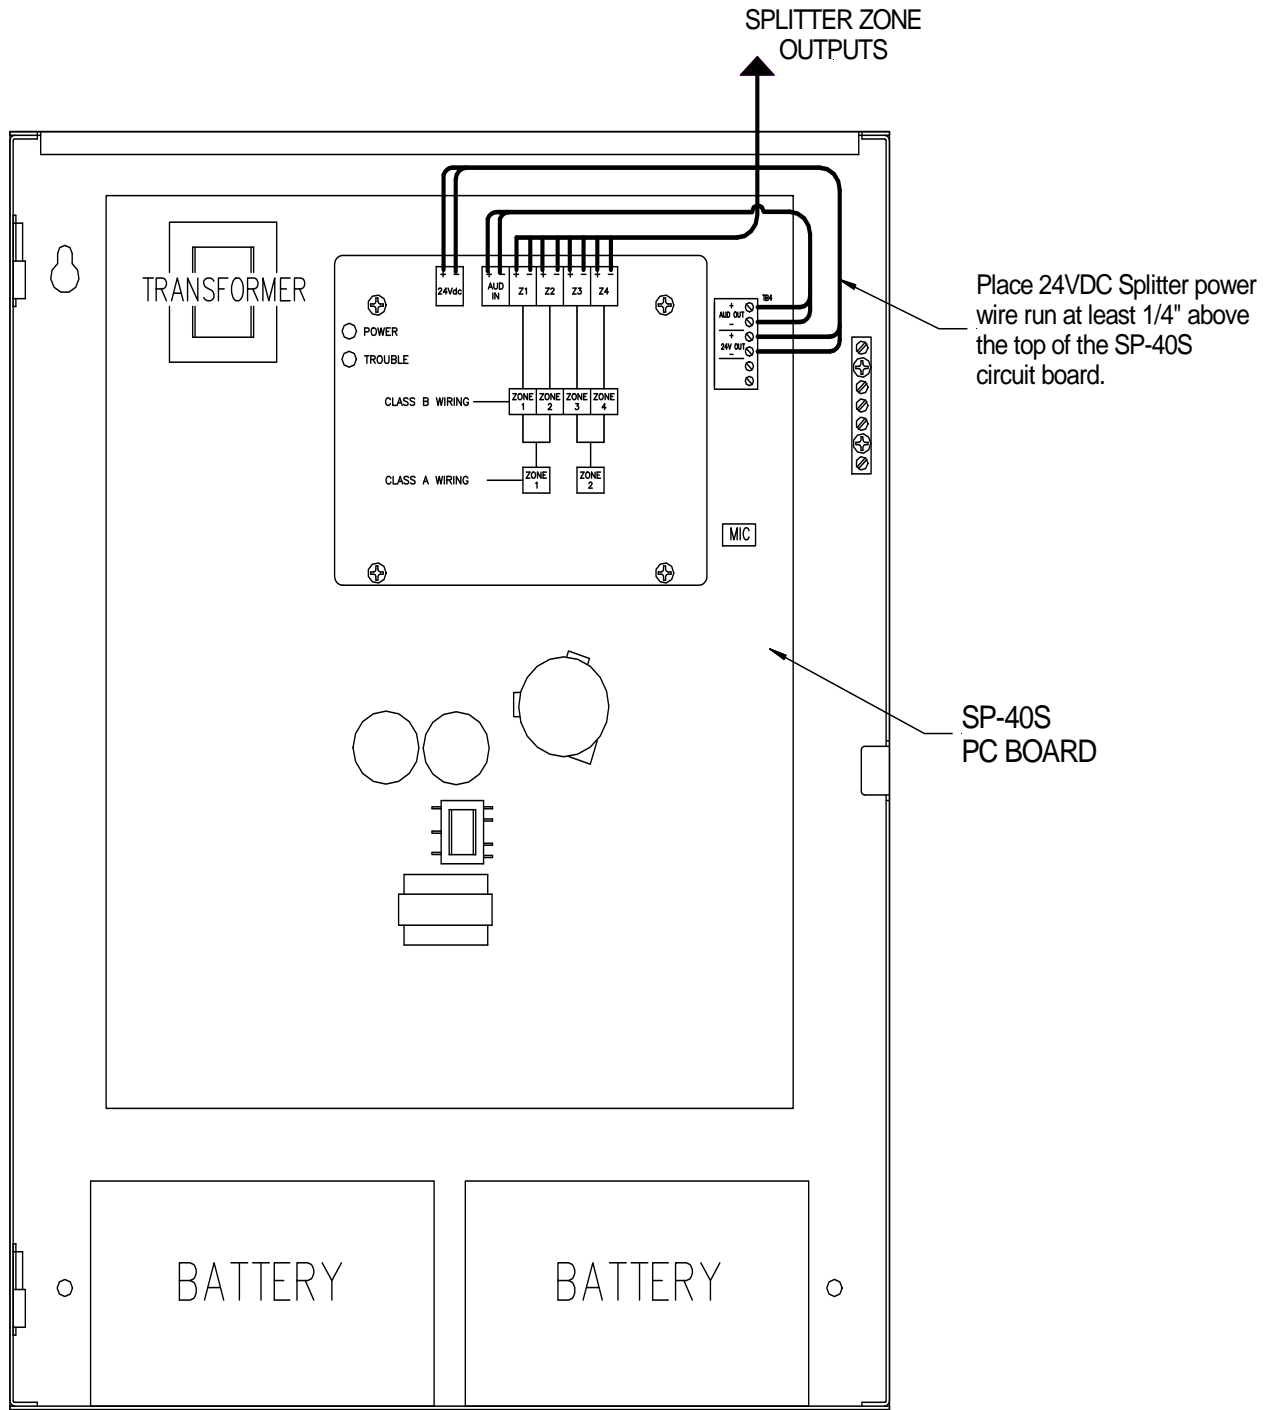 SPLITTER ZONE
OUTPUTS
TRANSFORMER
+ -
24Vdc
+ -
AUD
IN
+ -
Z1
+ -
Z2
+ -
Z3
+ -
Z4
POWER
TROUBLE
TB4
+
AUD OUT
-
+
24V OUT
-
Place 24VDC Splitter power
wire run at least 1/4" above
the top of the SP-40S
circuit board.
CLASS B WIRING
ZONE
1
ZONE
2
ZONE
3
ZONE
4
CLASS A WIRING
ZONE
1
ZONE
2
MIC
SP-40S
PC BOARD
BATTERY
BATTERY